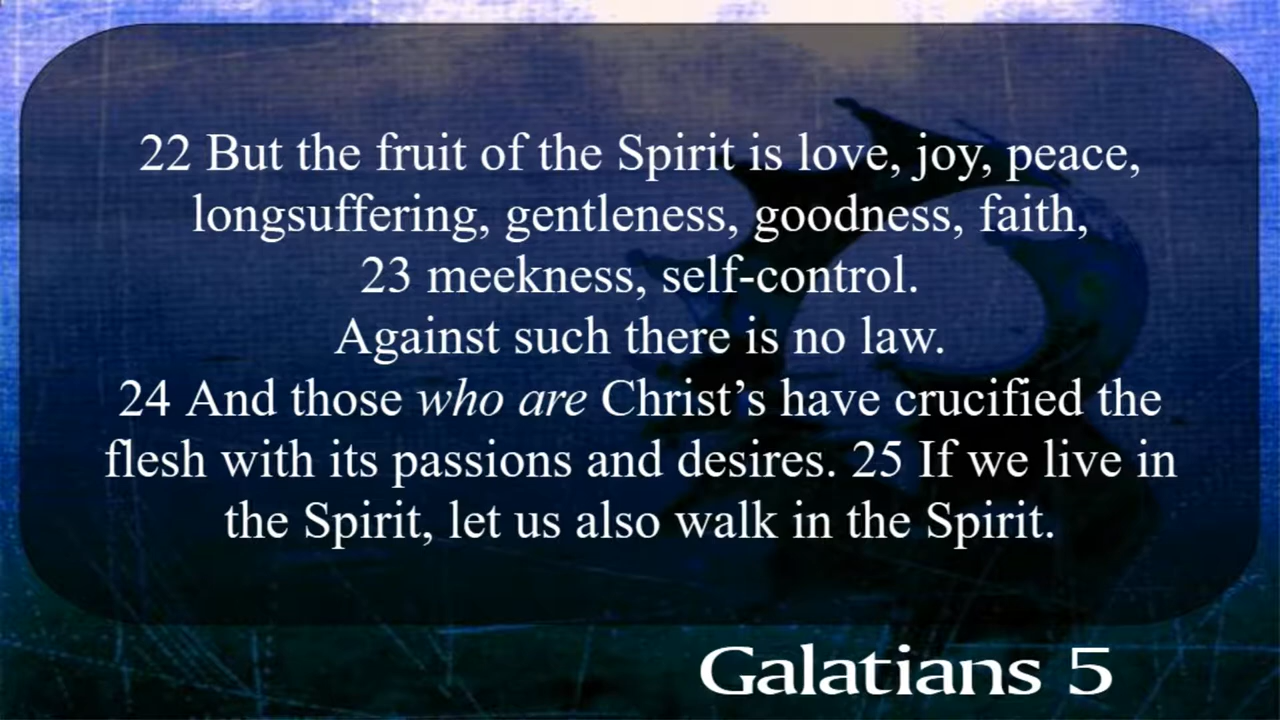 22 But the fruit of the Spirit is love, joy, peace,
longsuffering, gentleness, goodness, faith,
23 meekness, self-control.
Against such there is no law.
24 And those who are Christ’s have crucified the
flesh with its passions and desires. 25 If we live in
the Spirit, let us also walk in the Spirit.
Galatians 5